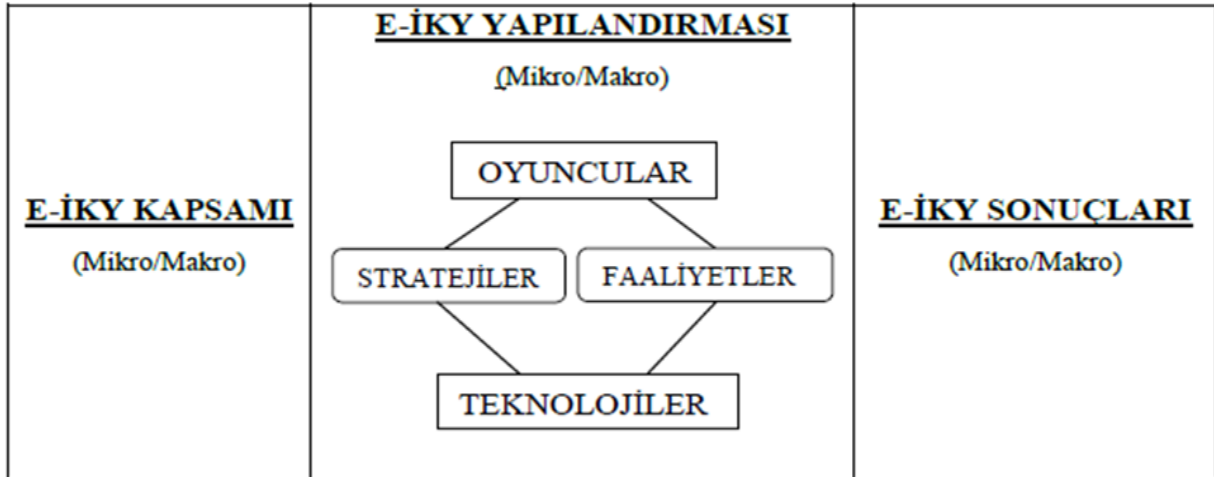 E-İKY KAPSAMI
(Mikro/Makro)
E-İKY YAPILANDIRMASI
(Mikro/Makro)
OYUNCULAR
STRATEJİLER
FAALİYETLER
TEKNOLOJİLER
E-İKY SONUÇLARI
(Mikro/Makro)